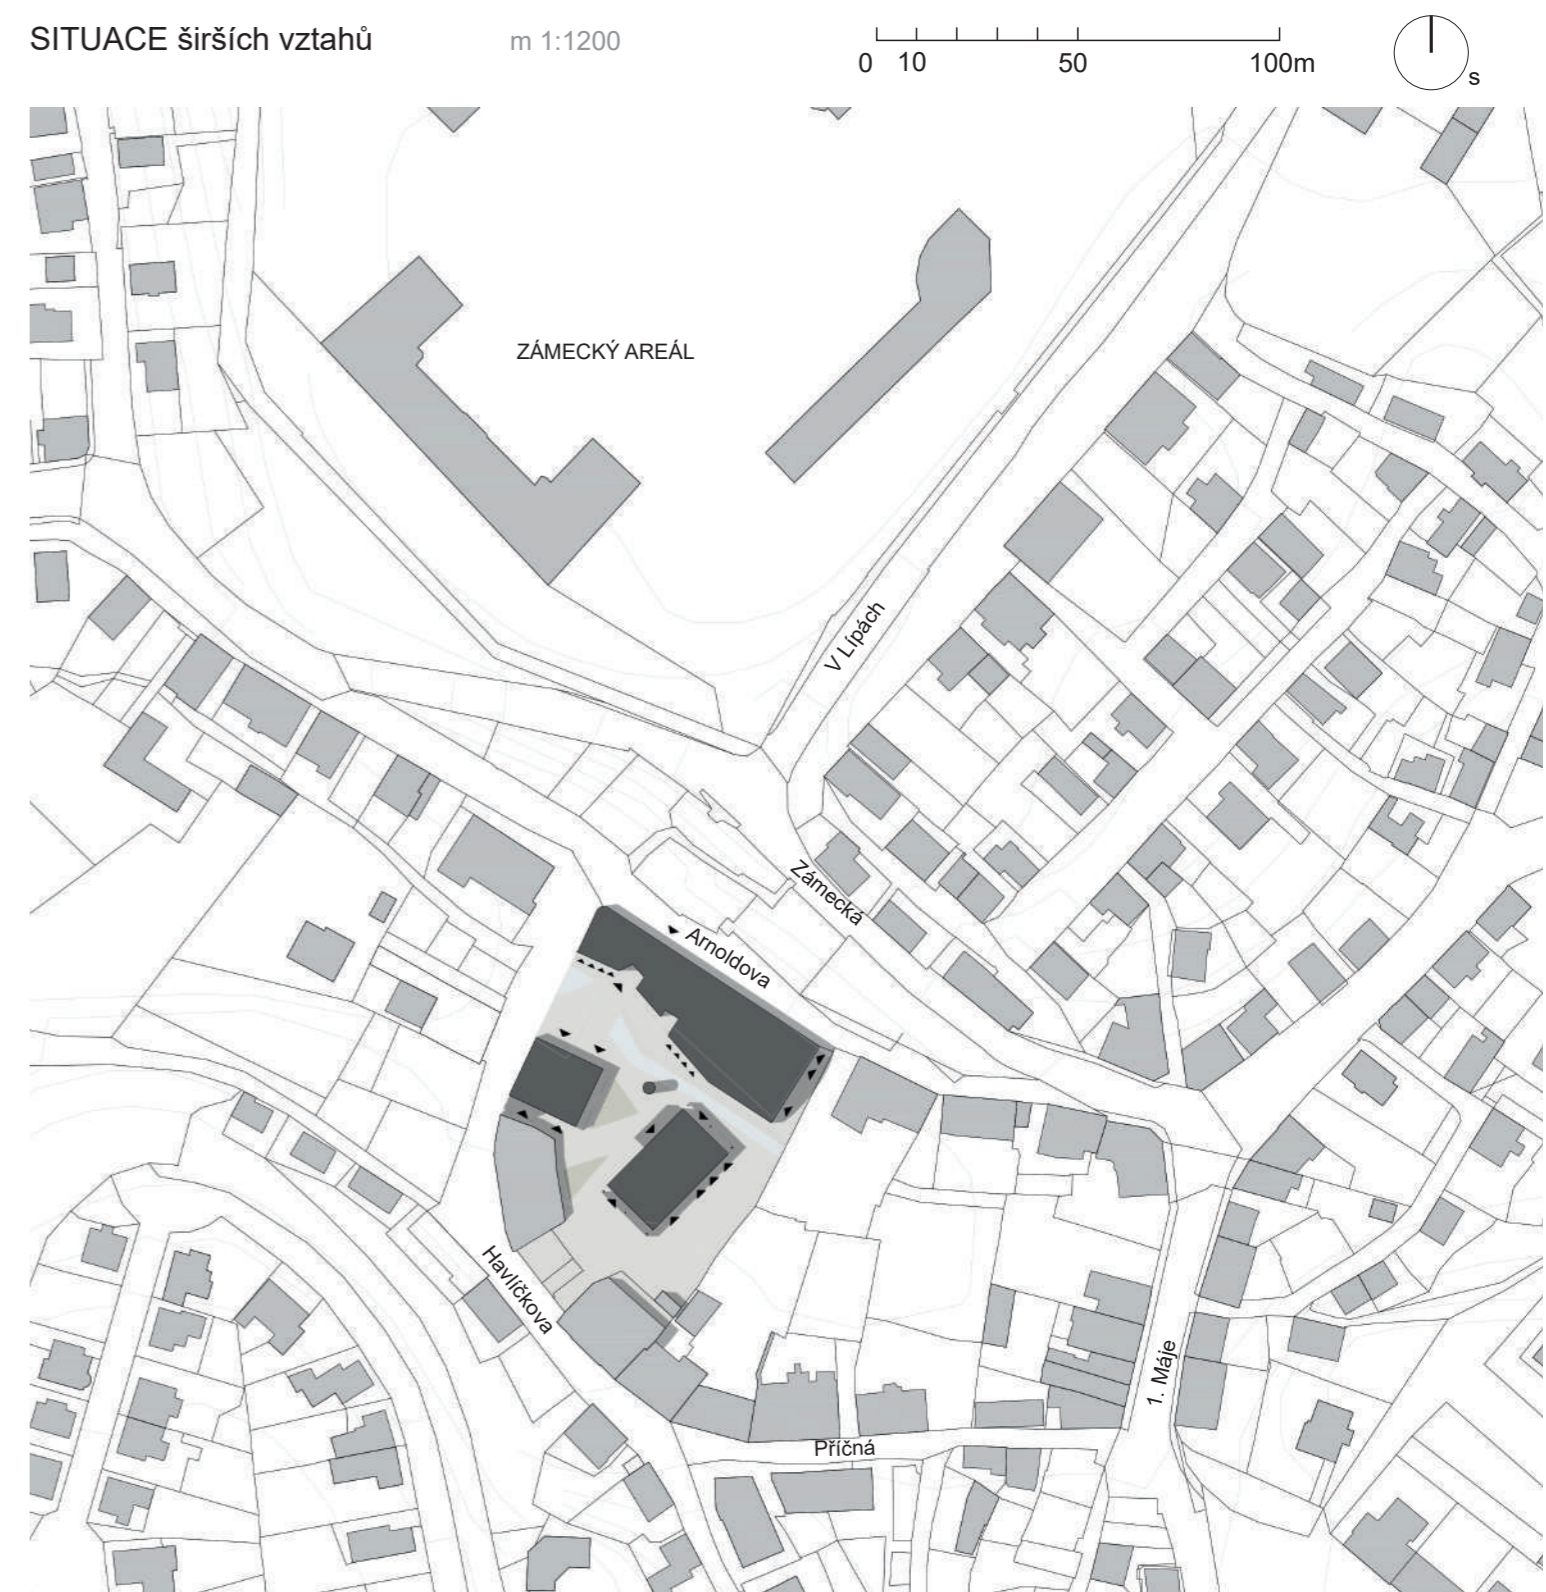 SITUACE širších vztahů
m 1:1200
0 10 50 100m
s
ZÁMECKÝ AREÁL
V Lípách
Zámecká
Arnoldova
Havlíčkova
1. Máje
Příčná